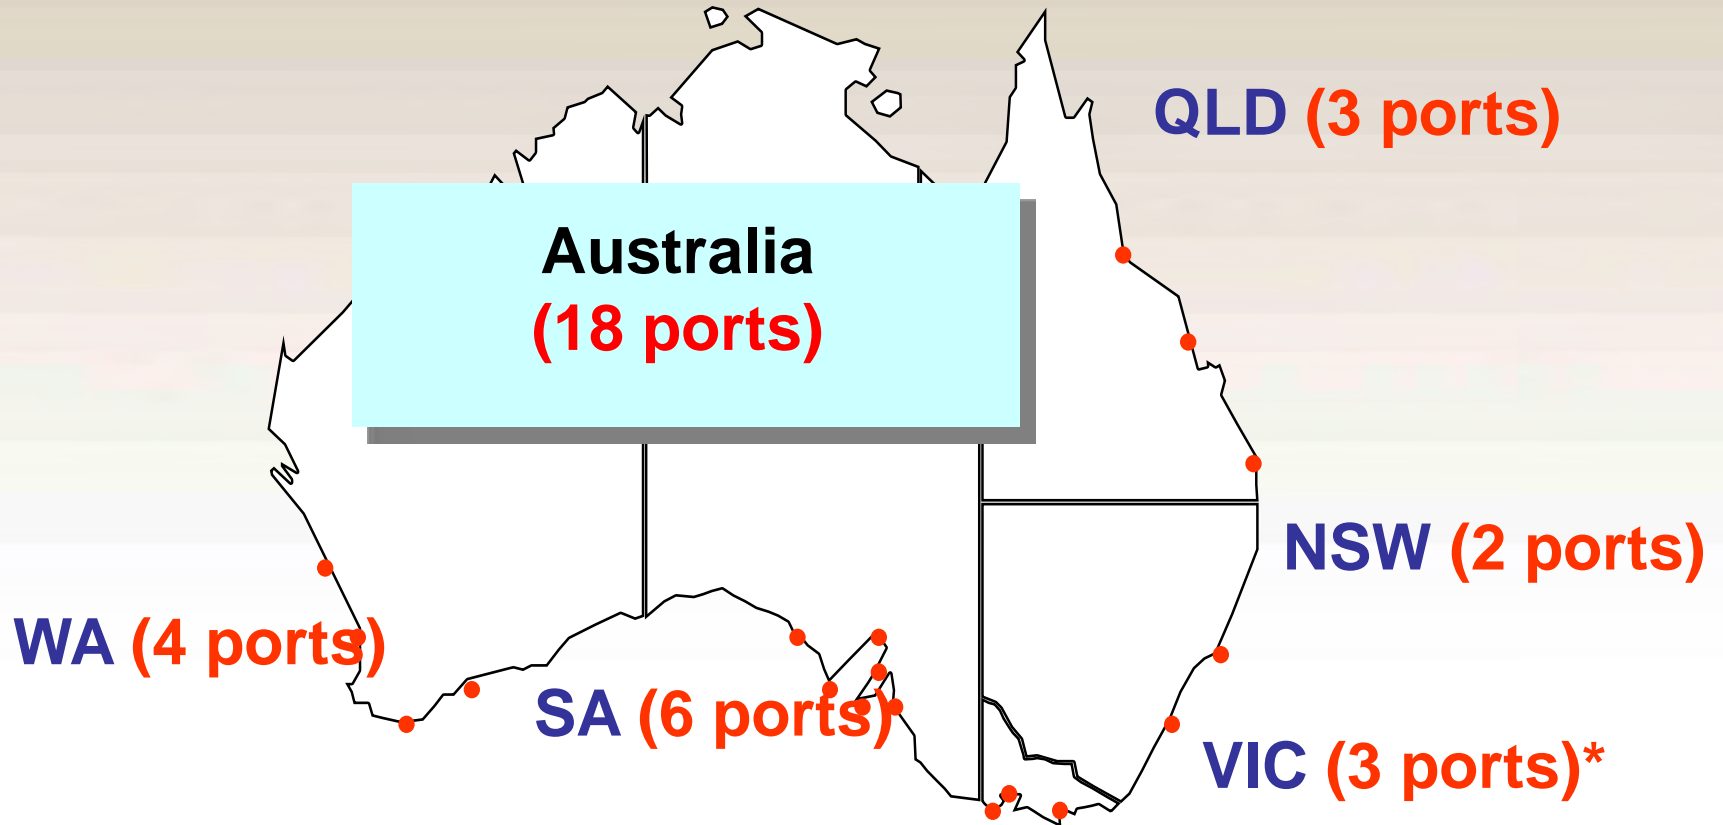 QLD (3 ports)
Australia
(18 ports)
NSW (2 ports)
WA (4 ports)
SA (6 ports)
VIC (3 ports)*